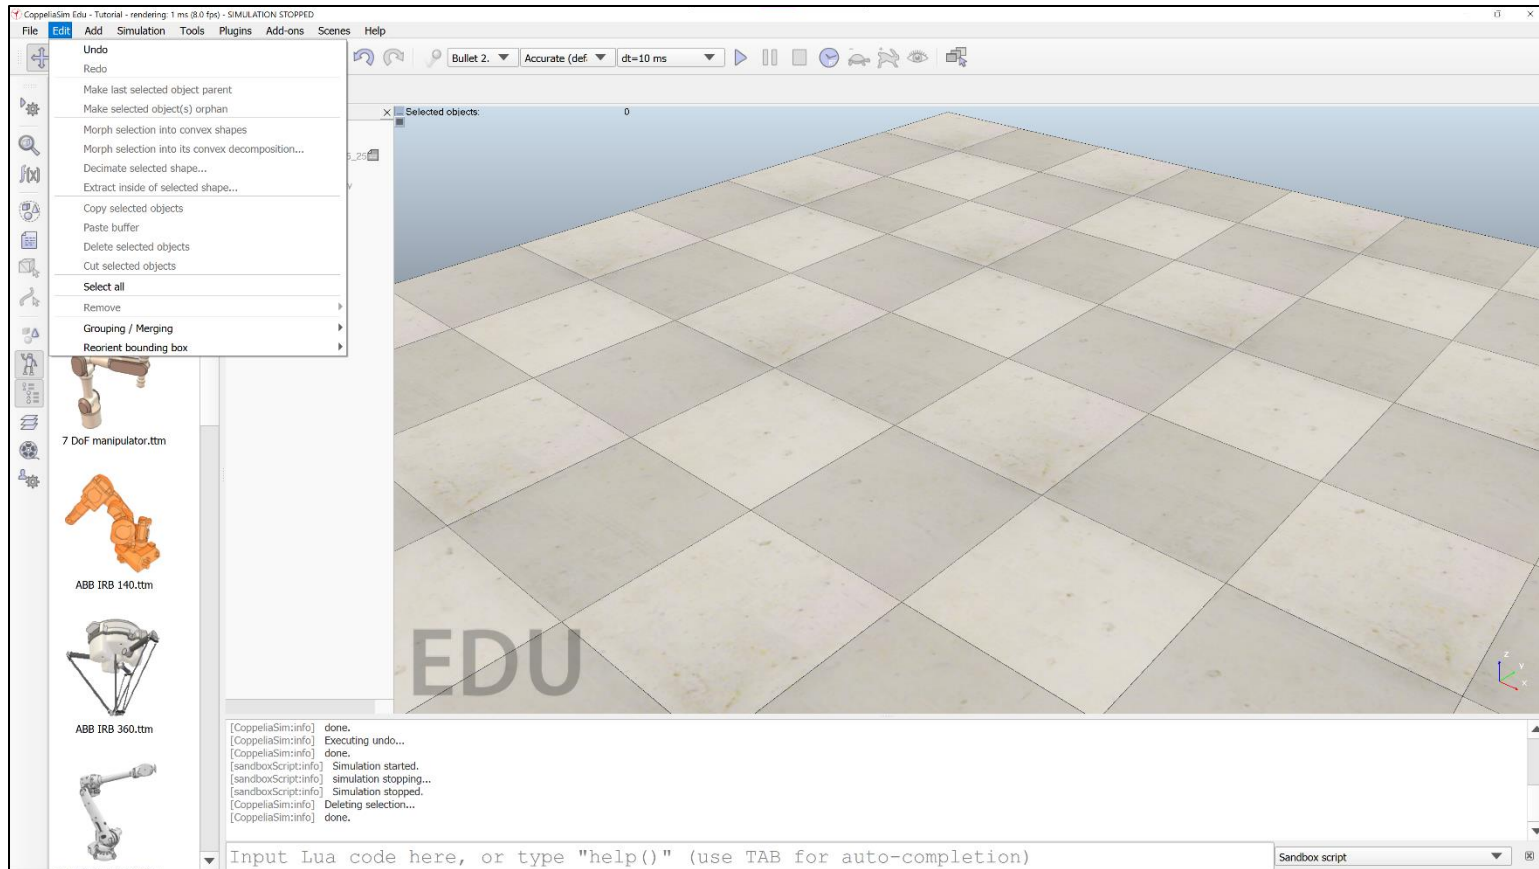 CoppeliaSim Edu - Tutorial - rendering: 1 ms (8.0 fps) - SIMULATION STOPPED
File Edit Add Simulation Tools Plugins Add-ons Scenes Help
Bullet 2. Accurate (def. dt=10 ms
Undo
Redo
Make last selected object parent
Make selected object(s) orphan
Morph selection into convex shapes
Morph selection into its convex decomposition...
Decimate selected shape...
Extract inside of selected shape...
Copy selected objects
Paste buffer
Delete selected objects
Cut selected objects
Select all
Remove
Grouping / Merging
Reorient bounding box
f(x)
Selected objects: 0
5_25
7 DoF manipulator.ttm
ABB IRB 140.ttm
ABB IRB 360.ttm
EDU
z
y
x
[CoppeliaSim:info] done.
[CoppeliaSim:info] Executing undo...
[CoppeliaSim:info] done.
[sandboxScript:info] Simulation started.
[sandboxScript:info] simulation stopping...
[sandboxScript:info] Simulation stopped.
[CoppeliaSim:info] Deleting selection...
[CoppeliaSim:info] done.
Input Lua code here, or type "help()" (use TAB for auto-completion)
Sandbox script